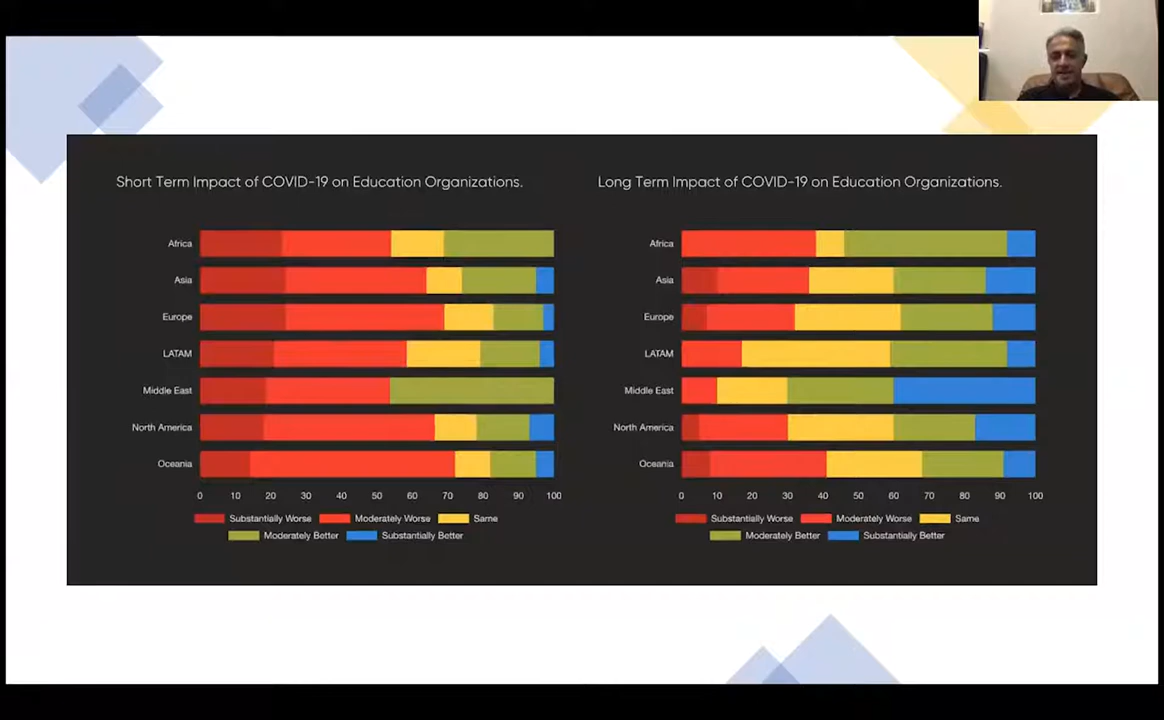 Short Term Impact of COVID-19 on Education Organizations.
Africa
Asia
Europe
LATAM
Middle East
North America
Oceania
0 10 20 30 40 50 60 70 80 90 100
Substantially Worse Moderately Worse Same
Moderately Better Substantially Better
Long Term Impact of COVID-19 on Education Organizations.
Africa
Asia
Europe
LATAM
Middle East
North America
Oceania
0 10 20 30 40 50 60 70 80 90 100
Substantially Worse Moderately Worse Same
Moderately Better Substantially Better